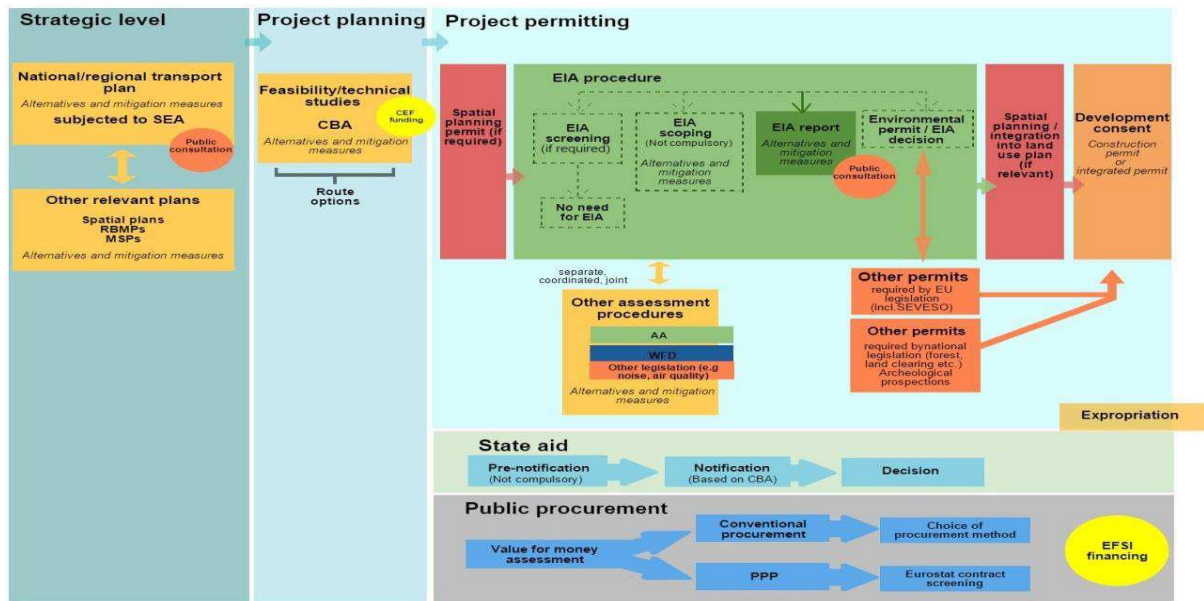 Strategic level
National/regional transport
plan
Alternatives and mitigation measures
subjected to SEA
Public
consultation
Other relevant plans
Spatial plans
RBMPs
MSPs
Alternatives and mitigation measures
Project planning
Feasibility/technical
studies
CBA
Alternatives and mitigation
measures
CEF
funding
Route
options
Project permitting
Spatial
planning
permit (if
required)
EIA procedure
EIA
screening
(if required)
No need
for EIA
EIA
scoping
(Not compulsory)
Alternatives and
mitigation
measures
EIA report
Alternatives and
mitigation
measures
Public
consultation
Environmental
permit / EIA
decision
Spatial
planning /
integration
into land
use plan (if
relevant)
Development
consent
Construction
permit
or
integrated permit
separate,
coordinated, joint
Other assessment
procedures
AA
WFD
Other legislation (e.g
noise, air quality)
Alternatives and mitigation
measures
Other permits
required by EU
legislation
(incl.SEVESO)
Other permits
required bynational
legislation (forest,
land clearing etc.)
Archeological
prospections
Expropriation
State aid
Pre-notification
(Not compulsory)
Notification
(Based on CBA)
Decision
Public procurement
Value for money
assessment
Conventional
procurement
Choice of
procurement method
PPP
Eurostat contract
screening
EFSI
financing